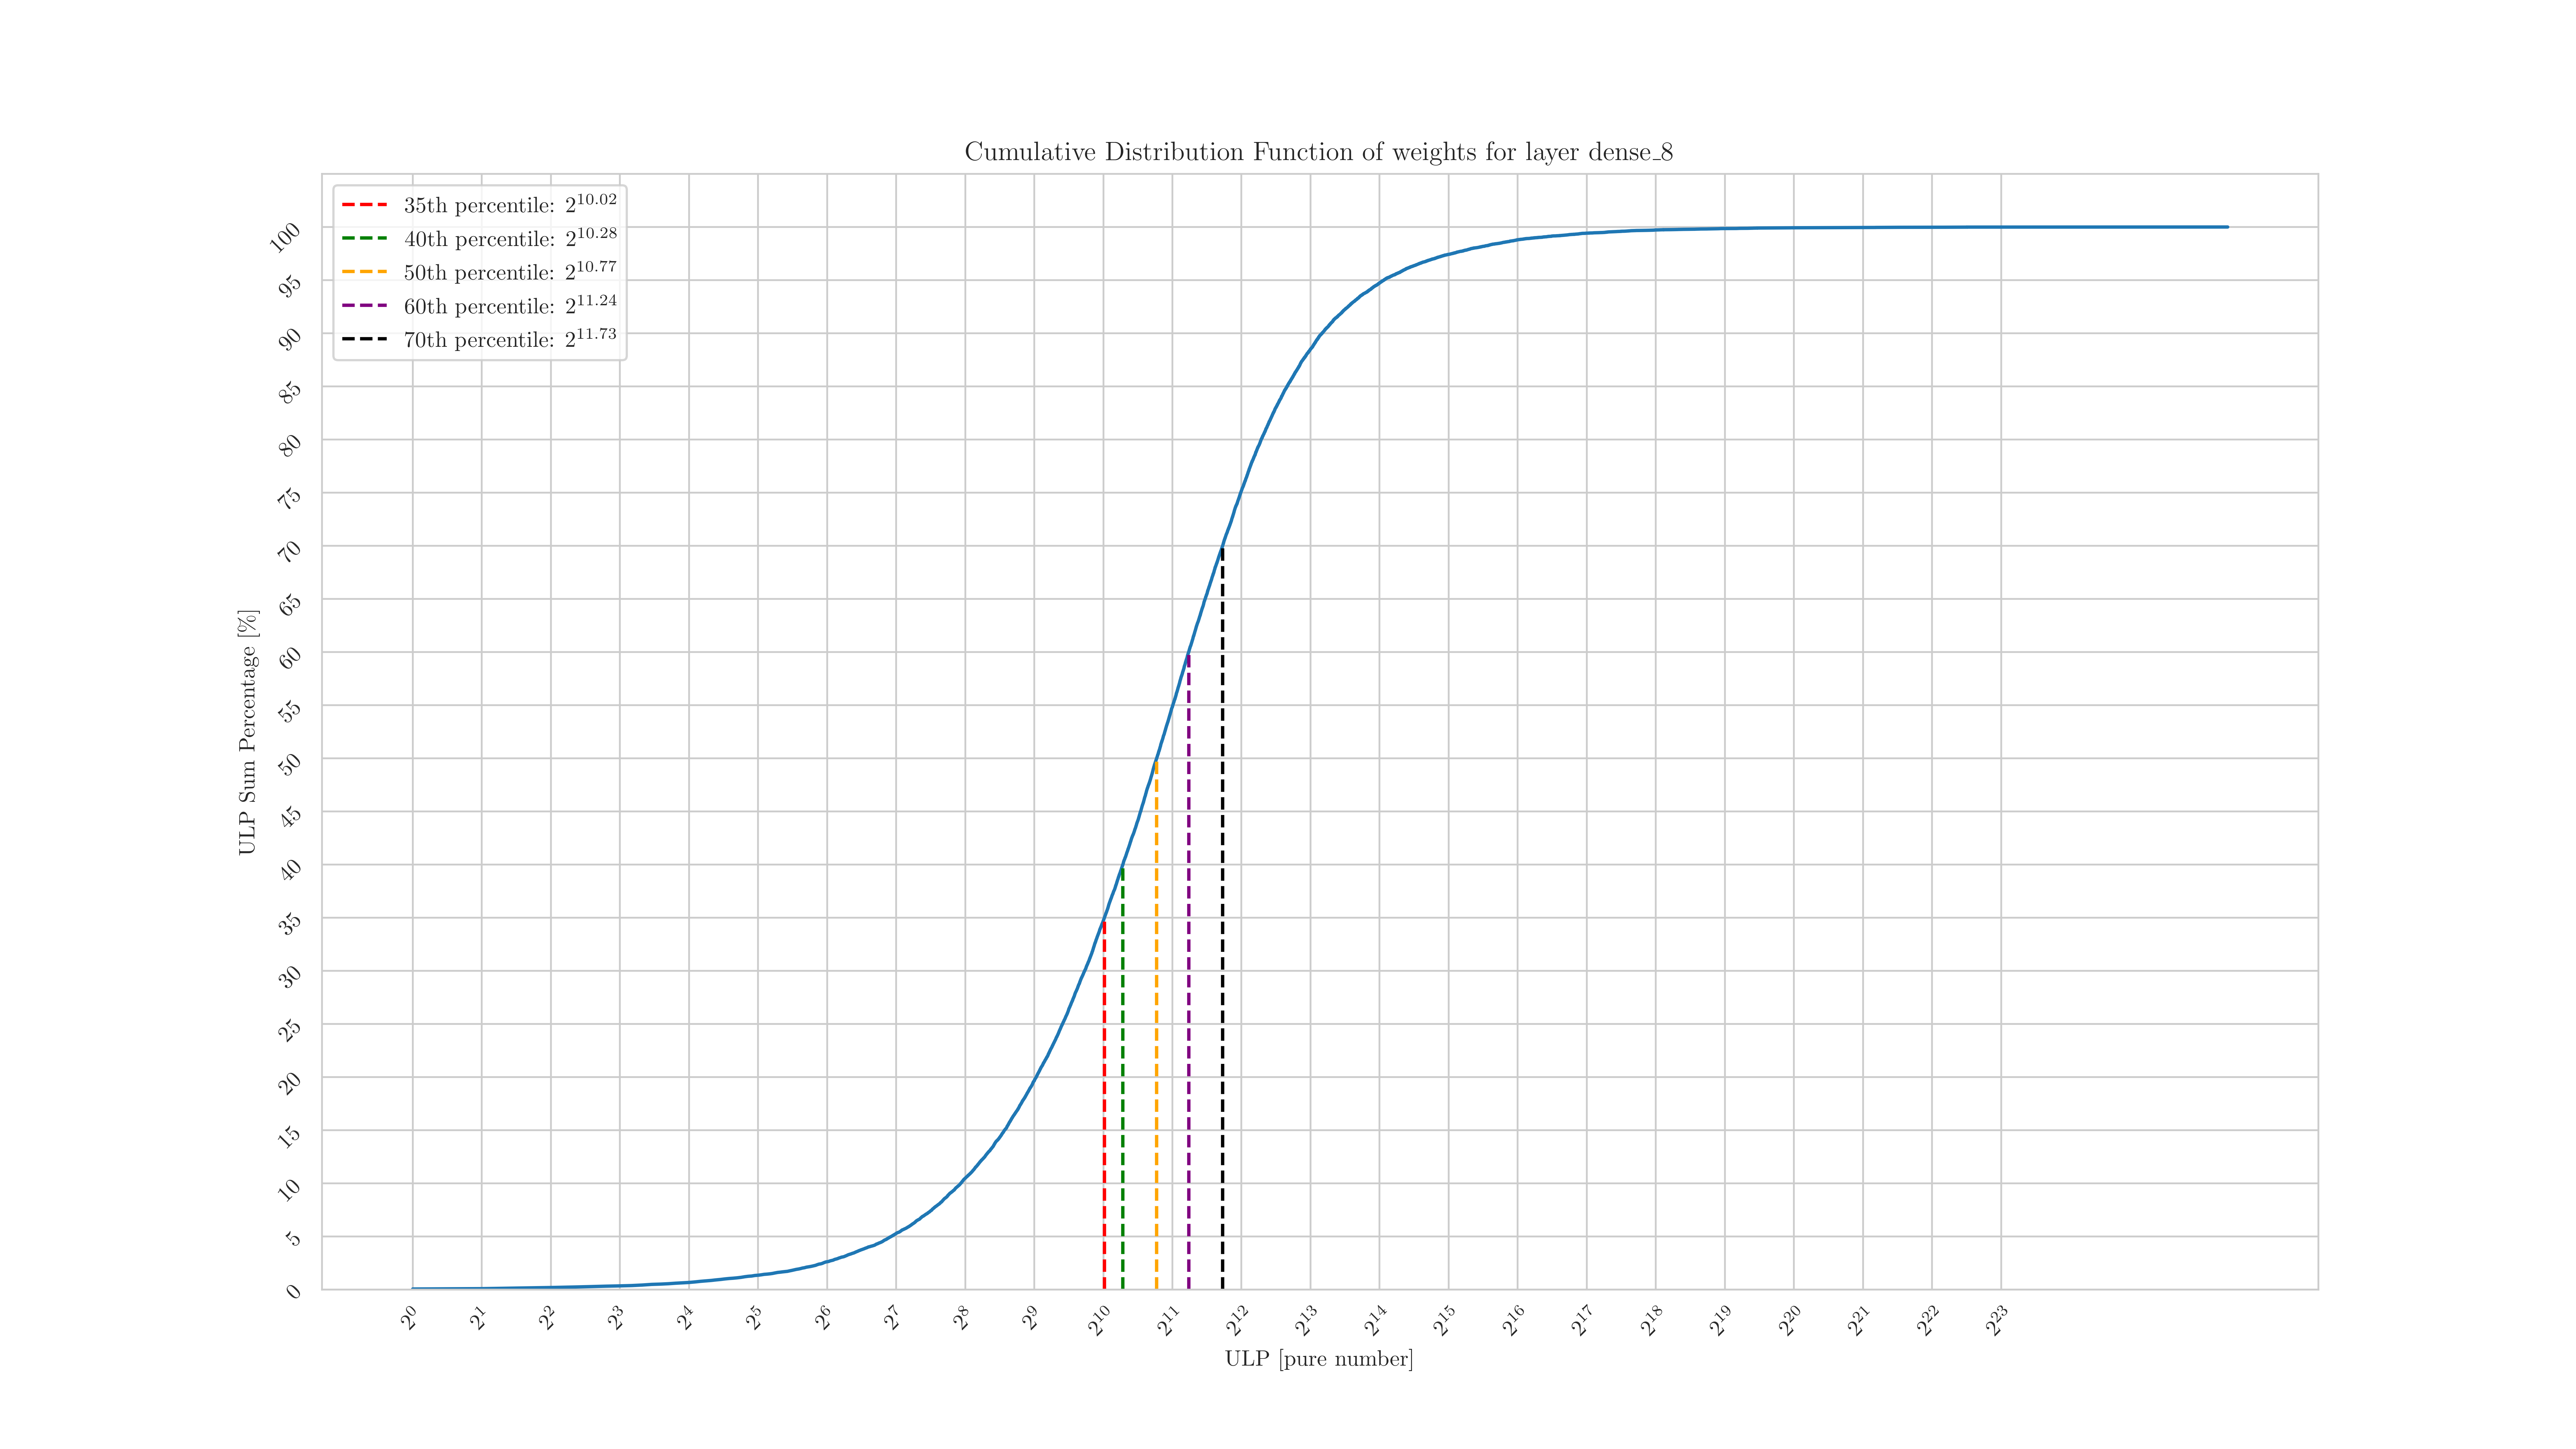 Cumulative Distribution Function of weights for layer dense_8
35th percentile: 2^10.02
40th percentile: 2^10.28
50th percentile: 2^10.77
60th percentile: 2^11.24
70th percentile: 2^11.73
ULP Sum Percentage [%]
100
95
90
85
80
75
70
65
60
55
50
45
40
35
30
25
20
15
10
5
0
2^0 2^1 2^2 2^3 2^4 2^5 2^6 2^7 2^8 2^9 2^10 2^11 2^12 2^13 2^14 2^15 2^16 2^17 2^18 2^19 2^20 2^21 2^22 2^23
ULP [pure number]